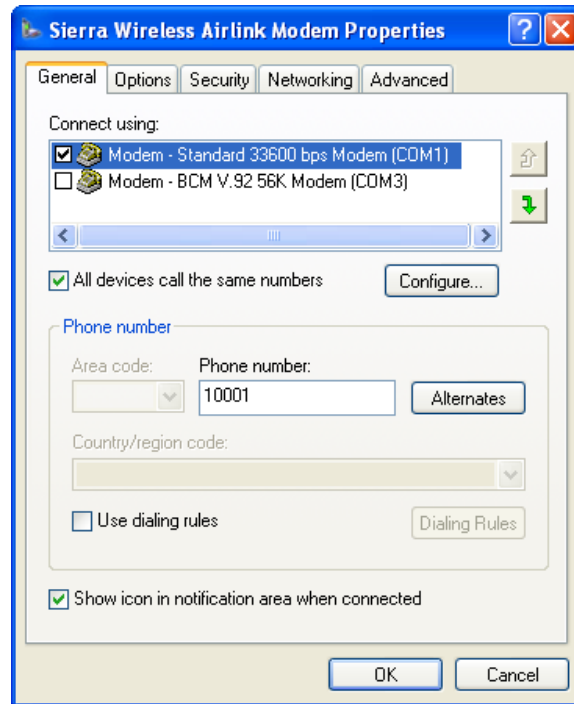 Sierra Wireless Airlink Modem Properties
General Options Security Networking Advanced
Connect using:
Modem - Standard 33600 bps Modem (COM1)
Modem - BCM V.92 56K Modem (COM3)
All devices call the same numbers Configure...
Phone number
Area code: Phone number:
10001 Alternates
Country/region code:
Use dialing rules Dialing Rules
Show icon in notification area when connected
OK Cancel